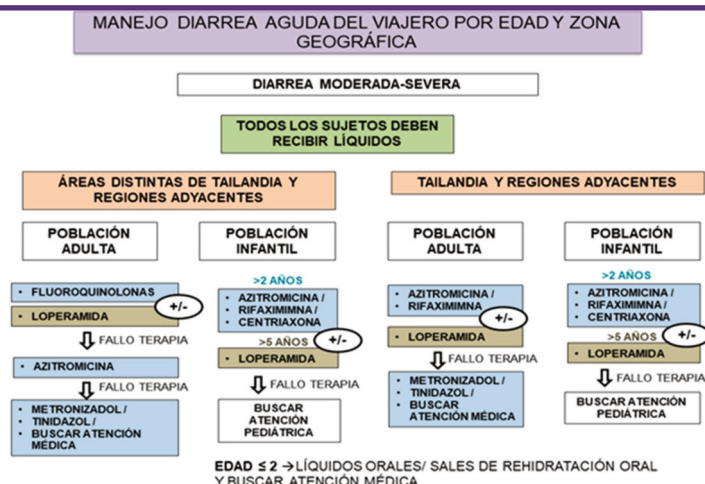 MANEJO DIARREA AGUDA DEL VIAJERO POR EDAD Y ZONA
GEOGRÁFICA
DIARREA MODERADA-SEVERA
TODOS LOS SUJETOS DEBEN
RECIBIR LÍQUIDOS
ÁREAS DISTINTAS DE TAILANDIA Y
REGIONES ADYACENTES
POBLACIÓN
ADULTA
• FLUOROQUINOLONAS
+/-
• LOPERAMIDA
FALLO TERAPIA
• AZITROMICINA
FALLO TERAPIA
• METRONIZADOL /
• TINIDAZOL /
• BUSCAR ATENCIÓN
MÉDICA
POBLACIÓN
INFANTIL
>2 AÑOS
• AZITROMICINA /
• RIFAXIMIMNA /
• CENTRIAXONA
>5 AÑOS
+/-
• LOPERAMIDA
FALLO TERAPIA
BUSCAR
ATENCIÓN
PEDIÁTRICA
TAILANDIA Y REGIONES ADYACENTES
POBLACIÓN
ADULTA
• AZITROMICINA /
• RIFAXIMIMNA
+/-
• LOPERAMIDA
FALLO TERAPIA
• METRONIZADOL /
• TINIDAZOL /
• BUSCAR
ATENCIÓN MÉDICA
POBLACIÓN
INFANTIL
>2 AÑOS
• AZITROMICINA /
• RIFAXIMIMNA /
• CENTRIAXONA
>5 AÑOS
+/-
• LOPERAMIDA
FALLO TERAPIA
BUSCAR ATENCIÓN
PEDIÁTRICA
EDAD ≤ 2 →LÍQUIDOS ORALES/ SALES DE REHIDRATACIÓN ORAL
Y BUSCAR ATENCIÓN MÉDICA